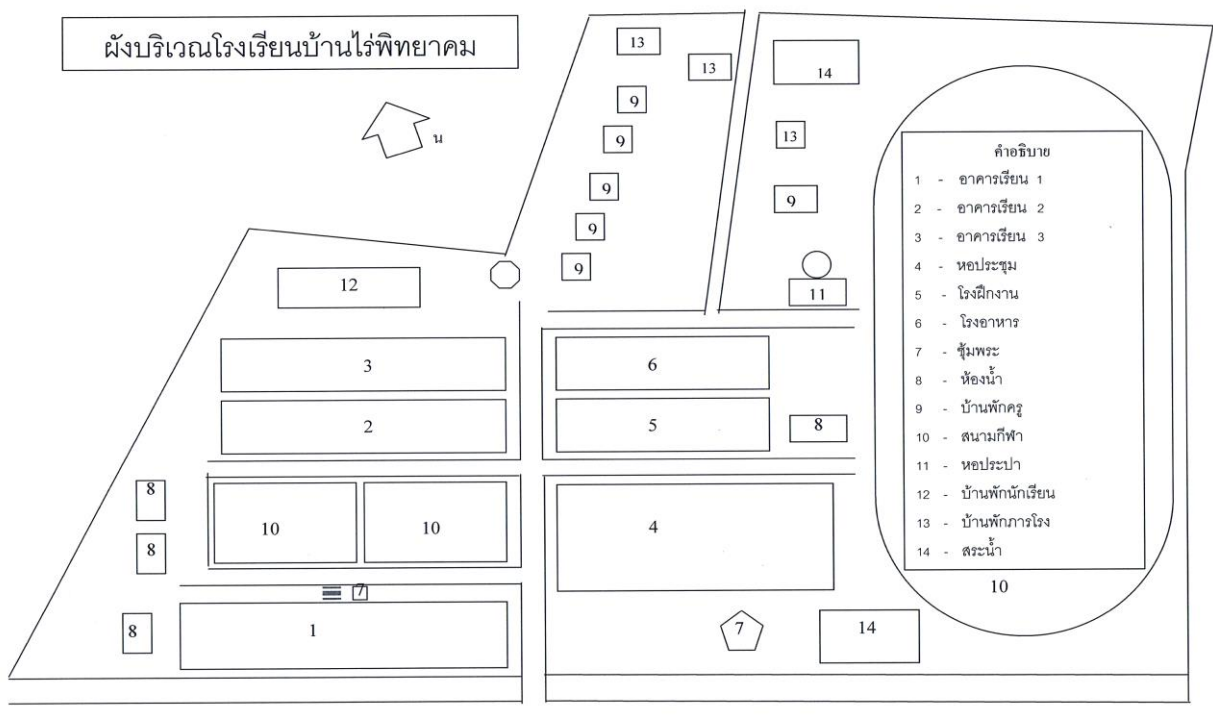 ผังบริเวณโรงเรียนบ้านไร่พิทยาคม
น
13
13
14
9
9
13
9
9
9
9
9
11
12
3
6
2
5
8
8
10
10
4
8
7
8
1
7
14
10
คำอธิบาย
1 - อาคารเรียน 1
2 - อาคารเรียน 2
3 - อาคารเรียน 3
4 - หอประชุม
5 - โรงฝึกงาน
6 - โรงอาหาร
7 - ซุ้มพระ
8 - ห้องน้ำ
9 - บ้านพักครู
10 - สนามกีฬา
11 - หอประปา
12 - บ้านพักนักเรียน
13 - บ้านพักภารโรง
14 - สระน้ำ